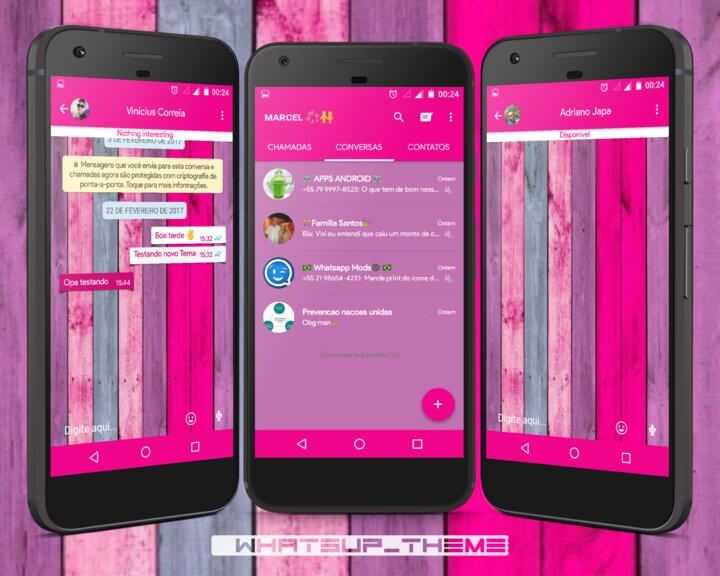 00:24
Vinícius Correia
Nothing interesting
3 DE FEVEREIRO DE 2017
Mensagens que você envia para esta conversa e
chamadas agora são protegidas com criptografia de
ponta-a-ponta. Toque para mais informações.
22 DE FEVEREIRO DE 2017
Boa tarde ✌ 15:32
Testando novo Tema 15:32
Opa testando 15:44
Digite aqui...
00:24
MARCEL
CHAMADAS CONVERSAS CONTATOS
APPS ANDROID Ontem
+55 79 9997-8523: O que tem de bom ness...
Familia Santos Ontem
Bia: Vixi eu entendi que caiu um monte de c...
Whatsapp Mods Ontem
+55 21 98654-4231: Manda print do icone d...
Prevencao nacoes unidas Ontem
Obg man
Conversas arquivadas
+
00:24
Adriano Japa
Disponível
Digite aqui...
WHATSUP_THEME